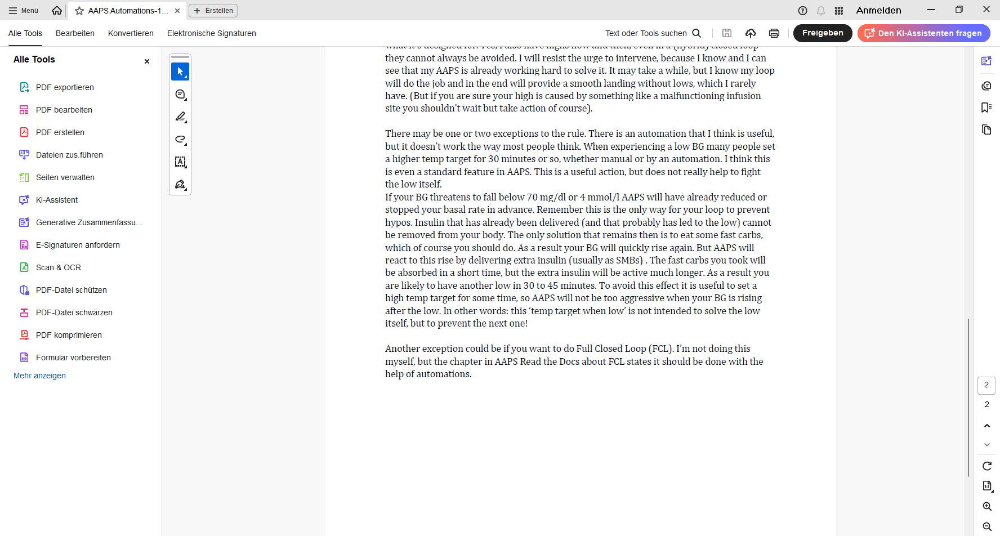 Menü
AAPS Automations-1...
Erstellen
Anmelden
Alle Tools
Bearbeiten
Konvertieren
Elektronische Signaturen
Text oder Tools suchen
Freigeben
Den KI-Assistenten fragen
Alle Tools
PDF exportieren
PDF bearbeiten
PDF erstellen
Dateien zus.führen
Seiten verwalten
KI-Assistent
Generative Zusammenfassu...
E-Signaturen anfordern
Scan & OCR
PDF-Datei schützen
PDF-Datei schwärzen
PDF komprimieren
Formular vorbereiten
Mehr anzeigen
what it's designed for. Yes, I also have highs now and then, even in a (hybrid) closed loop
they cannot always be avoided. I will resist the urge to intervene, because I know and I can
see that my AAPS is already working hard to solve it. It may take a while, but I know my loop
will do the job and in the end will provide a smooth landing without lows, which I rarely
have. (But if you are sure your high is caused by something like a malfunctioning infusion
site you shouldn’t wait but take action of course).
There may be one or two exceptions to the rule. There is an automation that I think is useful,
but it doesn’t work the way most people think. When experiencing a low BG many people set
a higher temp target for 30 minutes or so, whether manual or by an automation. I think this
is even a standard feature in AAPS. This is a useful action, but does not really help to fight
the low itself.
If your BG threatens to fall below 70 mg/dl or 4 mmol/l AAPS will have already reduced or
stopped your basal rate in advance. Remember this is the only way for your loop to prevent
hypos. Insulin that has already been delivered (and that probably has led to the low) cannot
be removed from your body. The only solution that remains then is to eat some fast carbs,
which of course you should do. As a result your BG will quickly rise again. But AAPS will
react to this rise by delivering extra insulin (usually as SMBs) . The fast carbs you took will
be absorbed in a short time, but the extra insulin will be active much longer. As a result you
are likely to have another low in 30 to 45 minutes. To avoid this effect it is useful to set a
high temp target for some time, so AAPS will not be too aggressive when your BG is rising
after the low. In other words: this ‘temp target when low’ is not intended to solve the low
itself, but to prevent the next one!
Another exception could be if you want to do Full Closed Loop (FCL). I’m not doing this
myself, but the chapter in AAPS Read the Docs about FCL states it should be done with the
help of automations.
2
2